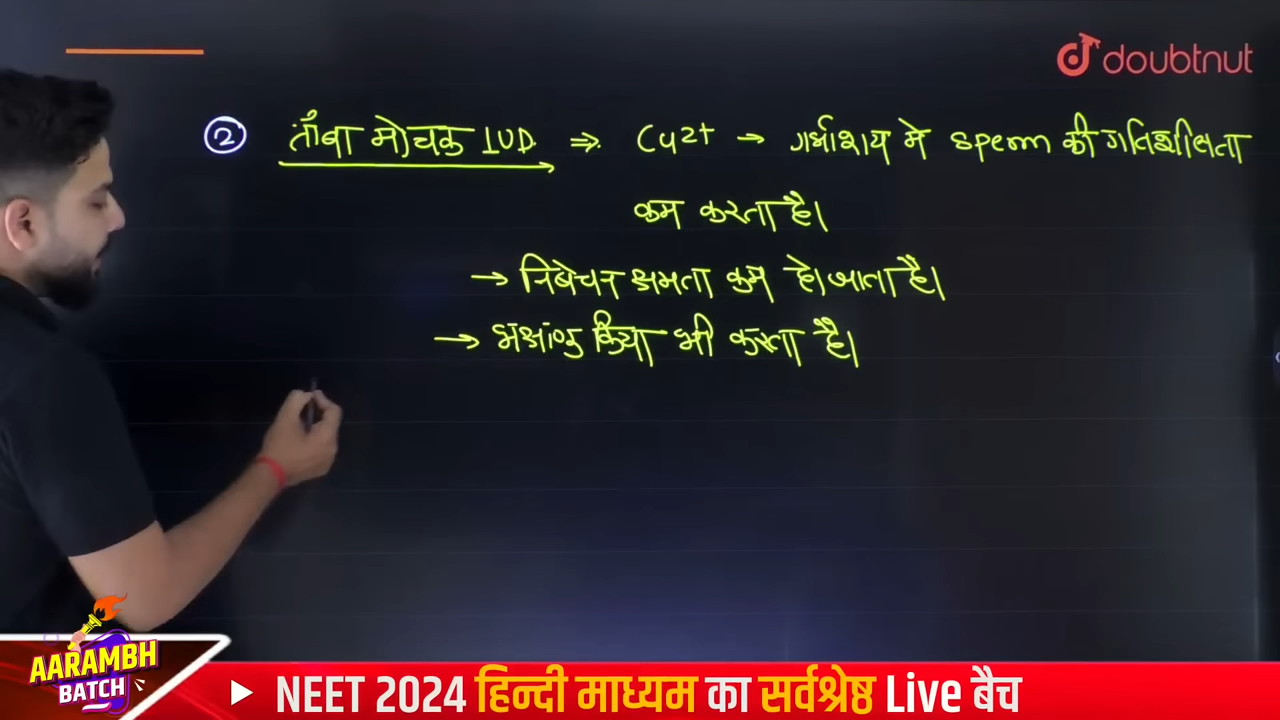 doubtnut
② ताँबा मोचक IUD. ⇒ Cu2+ → गर्भाशय मे sperm की गतिशीलता
कम करता है।
→ निषेचन क्षमता कम हो जाता है।
→ भक्षाणु क्रिया भी करता है।
AARAMBH
BATCH
NEET 2024 हिन्दी माध्यम का सर्वश्रेष्ठ Live बैच